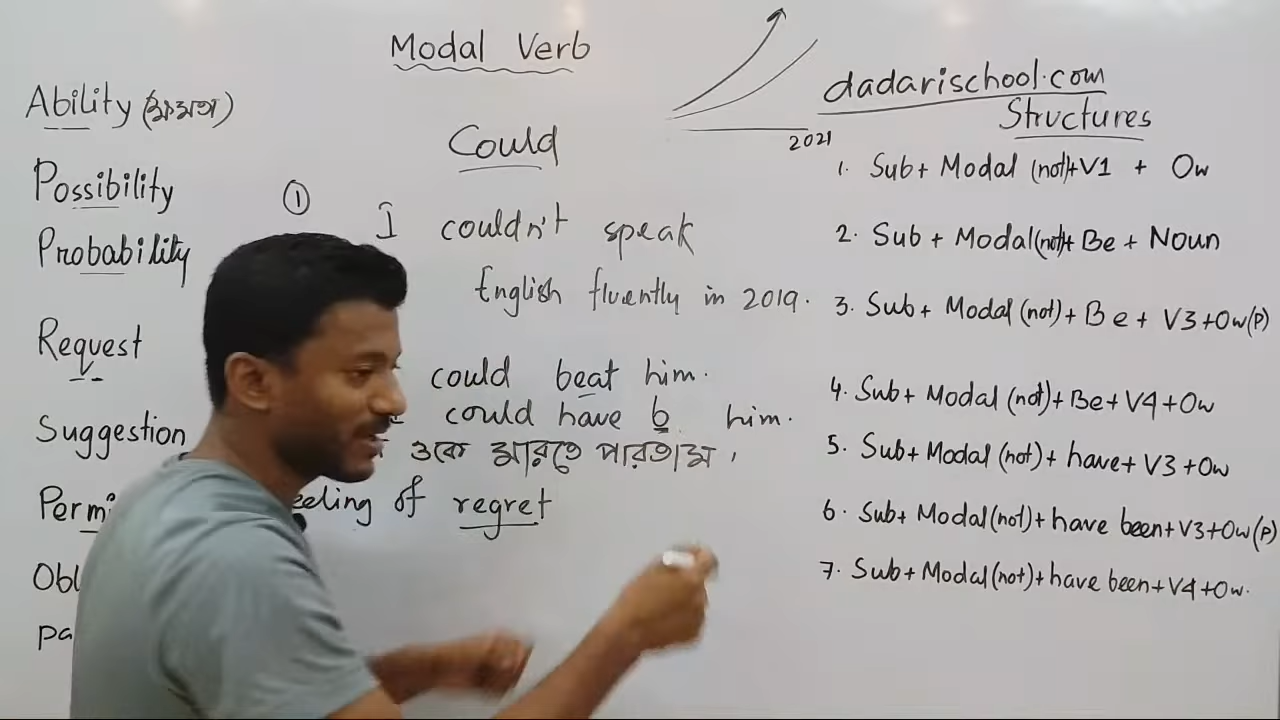 Modal Verb
Ability (ক্ষমতা)
Possibility
Probability
Request
Suggestion
Permi
Obl
pa
Could
①
I couldn't speak
English fluently in 2019.
could beat him.
could have b him.
ওকে মারতে পারতাম ,
eeling of regret
2021
dadarischool.com
Structures
1. Sub + Modal (not)+V1 + Ow
2. Sub + Modal(not)+ Be + Noun
3. Sub + Modal (not) + Be + V3 +Ow(P)
4. Sub + Modal (not)+ Be + V4 +Ow
5. Sub + Modal (not) + have + V3 +Ow
6. Sub+ Modal(not)+ have been+V3+Ow(P)
7. Sub+Modal(not)+have been+V4 +Ow.